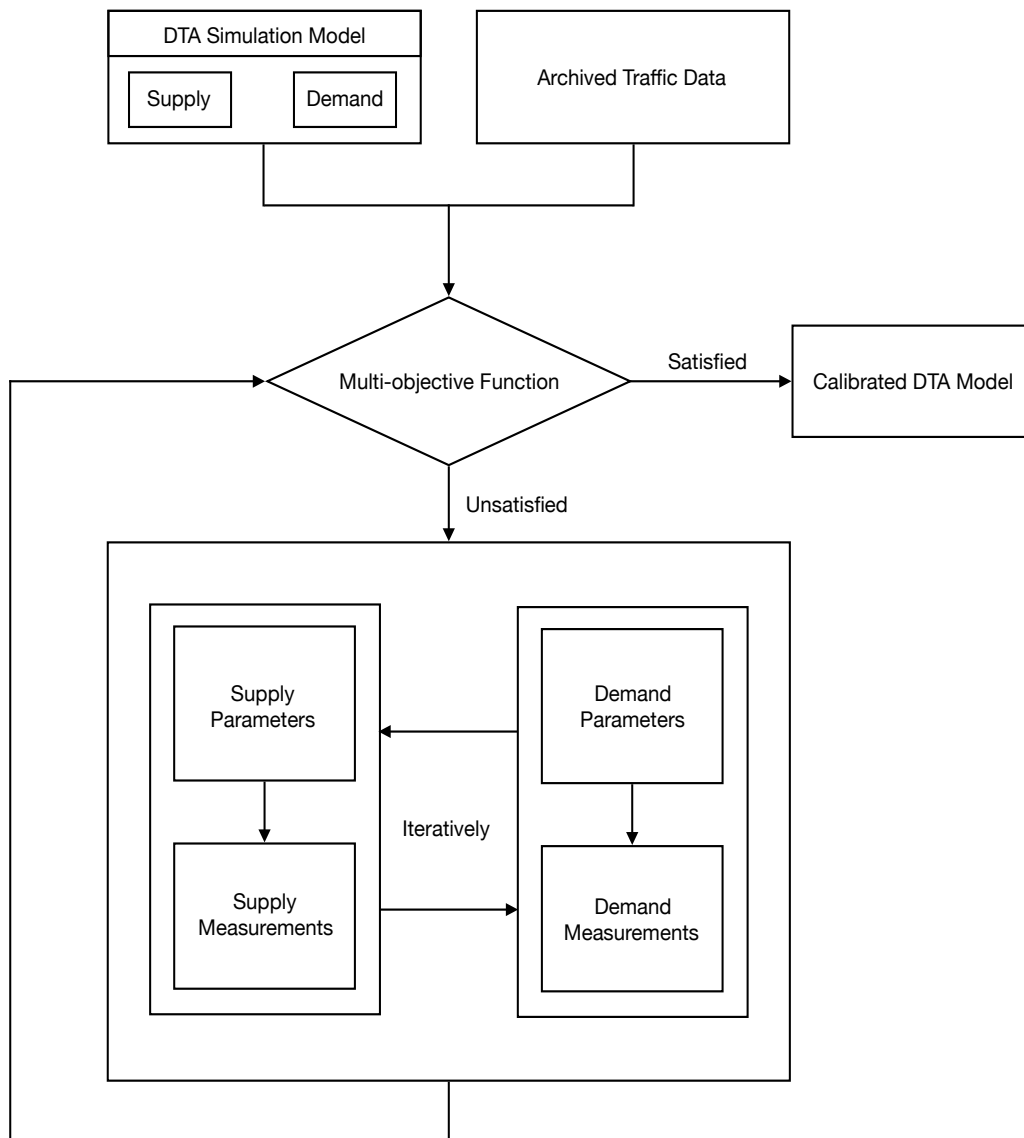 DTA Simulation Model
Supply
Demand
Archived Traffic Data
Multi-objective Function
Satisfied
Calibrated DTA Model
Unsatisfied
Supply
Parameters
Demand
Parameters
Iteratively
Supply
Measurements
Demand
Measurements